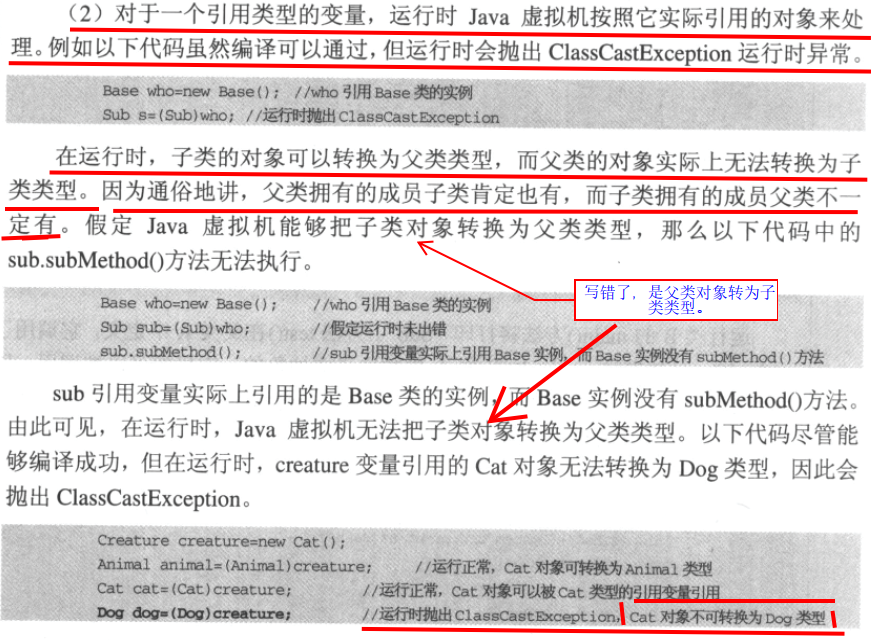 （2）对于一个引用类型的变量，运行时 Java 虚拟机按照它实际引用的对象来处
理。例如以下代码虽然编译可以通过，但运行时会抛出 ClassCastException 运行时异常。
Base who=new Base(); //who 引用 Base 类的实例
Sub s=(Sub)who; //运行时抛出 ClassCastException
在运行时，子类的对象可以转换为父类类型，而父类的对象实际上无法转换为子
类类型。因为通俗地讲，父类拥有的成员子类肯定也有，而子类拥有的成员父类不一
定有。假定 Java 虚拟机能够把子类对象转换为父类类型，那么以下代码中的
sub.subMethod()方法无法执行。
写错了，是父类对象转为子
类类型。
Base who=new Base(); //who 引用 Base 类的实例
Sub sub=(Sub)who; //假定运行时未出错
sub.subMethod(); //sub 引用变量实际上引用 Base 实例，而 Base 实例没有 subMethod()方法
sub 引用变量实际上引用的是 Base 类的实例，而 Base 实例没有 subMethod()方法。
由此可见，在运行时，Java 虚拟机无法把子类对象转换为父类类型。以下代码尽管能
够编译成功，但在运行时，creature 变量引用的 Cat 对象无法转换为 Dog 类型，因此会
抛出 ClassCastException。
Creature creature=new Cat();
Animal animal=(Animal)creature; //运行正常，Cat 对象可转换为 Animal 类型
Cat cat=(Cat)creature; //运行正常，Cat 对象可以被 Cat 类型的引用变量引用
Dog dog=(Dog)creature; //运行时抛出 ClassCastException，Cat 对象不可转换为 Dog 类型